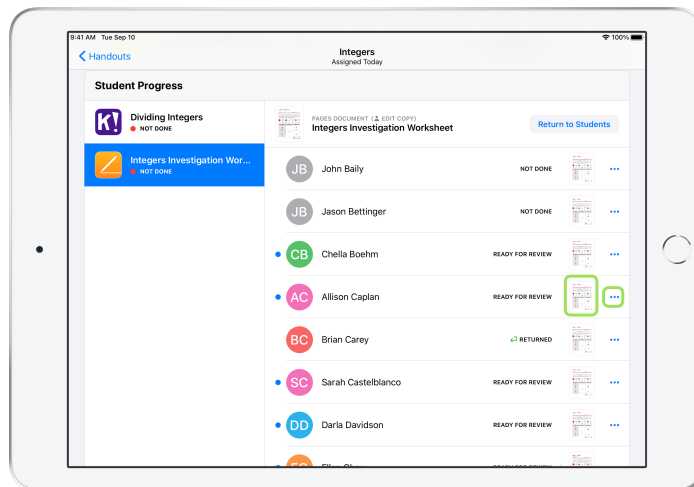 9:41 AM Tue Sep 10
100%
Handouts
Integers
Assigned Today
Student Progress
K!
Dividing Integers
NOT DONE
Integers Investigation Wor...
NOT DONE
PAGES DOCUMENT (EDIT COPY)
Integers Investigation Worksheet
Return to Students
JB John Baily NOT DONE
JB Jason Bettinger NOT DONE
CB Chella Boehm READY FOR REVIEW
AC Allison Caplan READY FOR REVIEW
BC Brian Carey RETURNED
SC Sarah Castelblanco READY FOR REVIEW
DD Darla Davidson READY FOR REVIEW